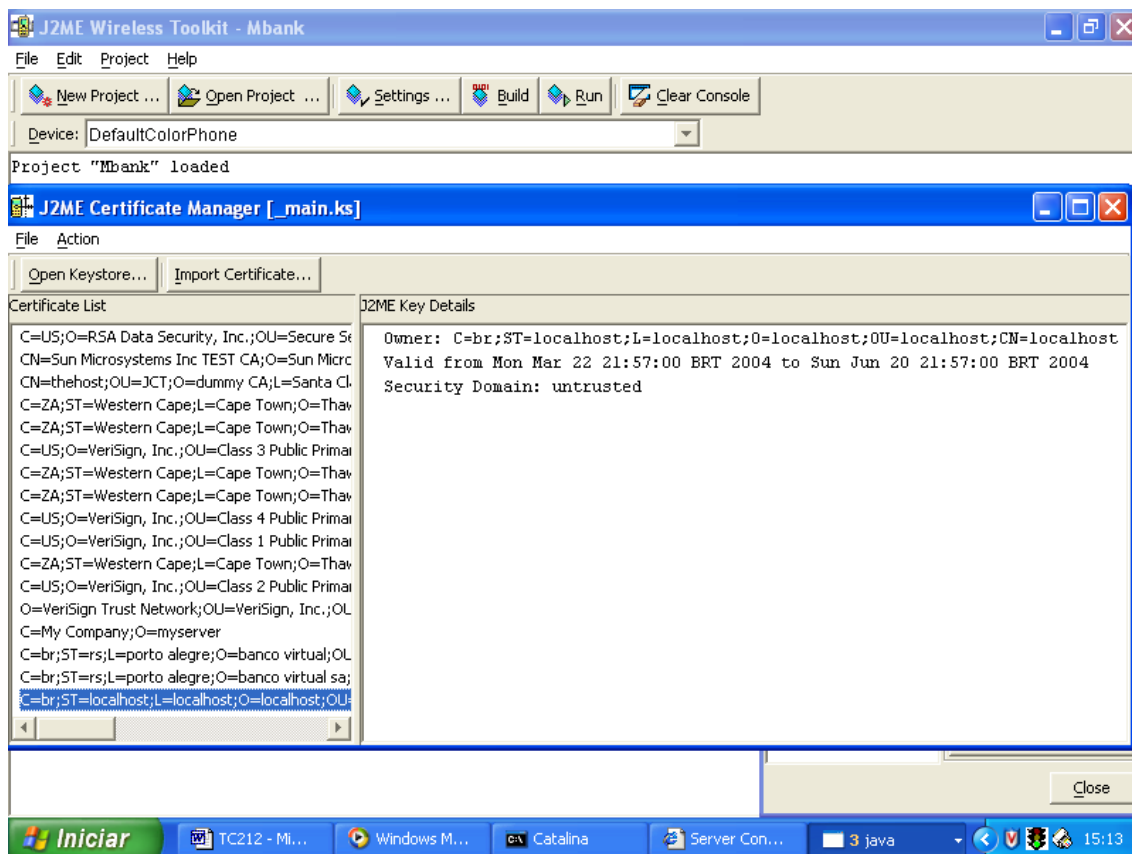 J2ME Wireless Toolkit - Mbank
File Edit Project Help
New Project ... Open Project ... Settings ... Build Run Clear Console
Device: DefaultColorPhone
Project "Mbank" loaded
J2ME Certificate Manager [_main.ks]
File Action
Open Keystore... Import Certificate...
Certificate List
C=US;O=RSA Data Security, Inc.;OU=Secure Se
CN=Sun Microsystems Inc TEST CA;O=Sun Micro
CN=thehost;OU=JCT;O=dummy CA;L=Santa Cl
C=ZA;ST=Western Cape;L=Cape Town;O=Thaw
C=ZA;ST=Western Cape;L=Cape Town;O=Thaw
C=US;O=VeriSign, Inc.;OU=Class 3 Public Primar
C=ZA;ST=Western Cape;L=Cape Town;O=Thaw
C=ZA;ST=Western Cape;L=Cape Town;O=Thaw
C=US;O=VeriSign, Inc.;OU=Class 4 Public Primar
C=US;O=VeriSign, Inc.;OU=Class 1 Public Primar
C=ZA;ST=Western Cape;L=Cape Town;O=Thaw
C=US;O=VeriSign, Inc.;OU=Class 2 Public Primar
O=VeriSign Trust Network;OU=VeriSign, Inc.;OU
C=My Company;O=myserver
C=br;ST=rs;L=porto alegre;O=banco virtual;OU
C=br;ST=rs;L=porto alegre;O=banco virtual sa;
C=br;ST=localhost;L=localhost;O=localhost;OU=
J2ME Key Details
Owner: C=br;ST=localhost;L=localhost;O=localhost;OU=localhost;CN=localhost
Valid from Mon Mar 22 21:57:00 BRT 2004 to Sun Jun 20 21:57:00 BRT 2004
Security Domain: untrusted
Close
Iniciar TC212 - Mi... Windows M... Catalina Server Con... 3 java 15:13